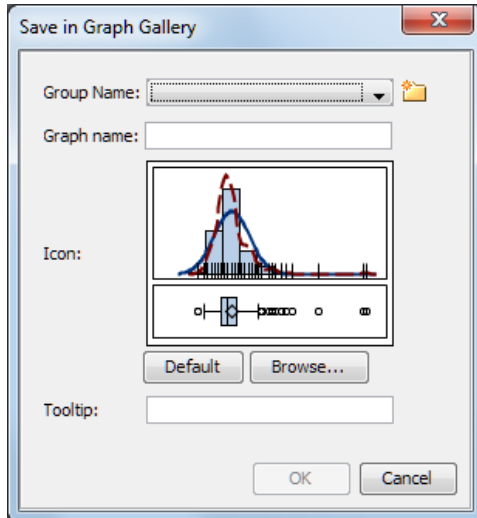 Save in Graph Gallery
Group Name:
Graph name:
Icon:
Default Browse...
Tooltip:
OK Cancel